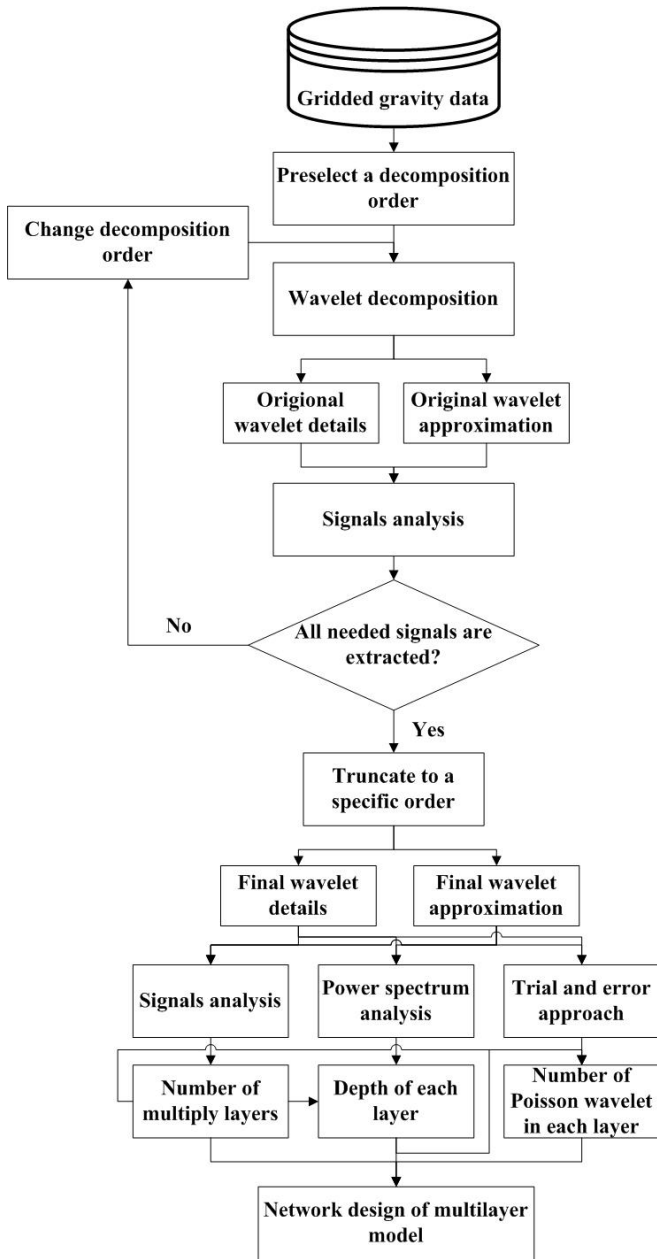 Gridded gravity data
Preselect a decomposition
order
Change decomposition
order
Wavelet decomposition
Origional
wavelet details
Original wavelet
approximation
Signals analysis
No
All needed signals are
extracted?
Yes
Truncate to a
specific order
Final wavelet
details
Final wavelet
approximation
Signals analysis
Power spectrum
analysis
Trial and error
approach
Number of
multiply layers
Depth of each
layer
Number of
Poisson wavelet
in each layer
Network design of multilayer
model